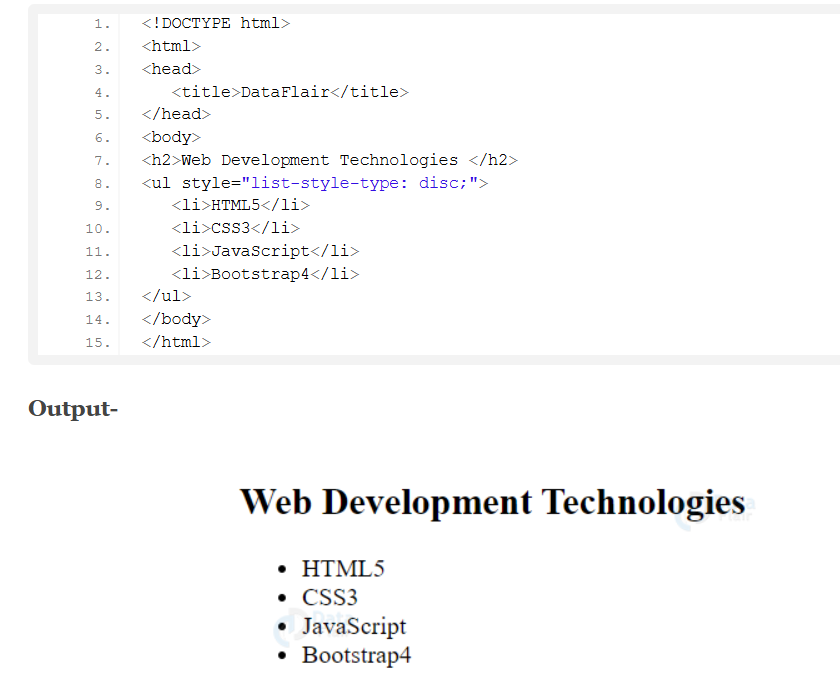 1. <!DOCTYPE html>
2. <html>
3. <head>
4. <title>DataFlair</title>
5. </head>
6. <body>
7. <h2>Web Development Technologies </h2>
8. <ul style="list-style-type: disc;">
9. <li>HTML5</li>
10. <li>CSS3</li>
11. <li>JavaScript</li>
12. <li>Bootstrap4</li>
13. </ul>
14. </body>
15. </html>
Output-
Web Development Technologies
• HTML5
• CSS3
• JavaScript
• Bootstrap4